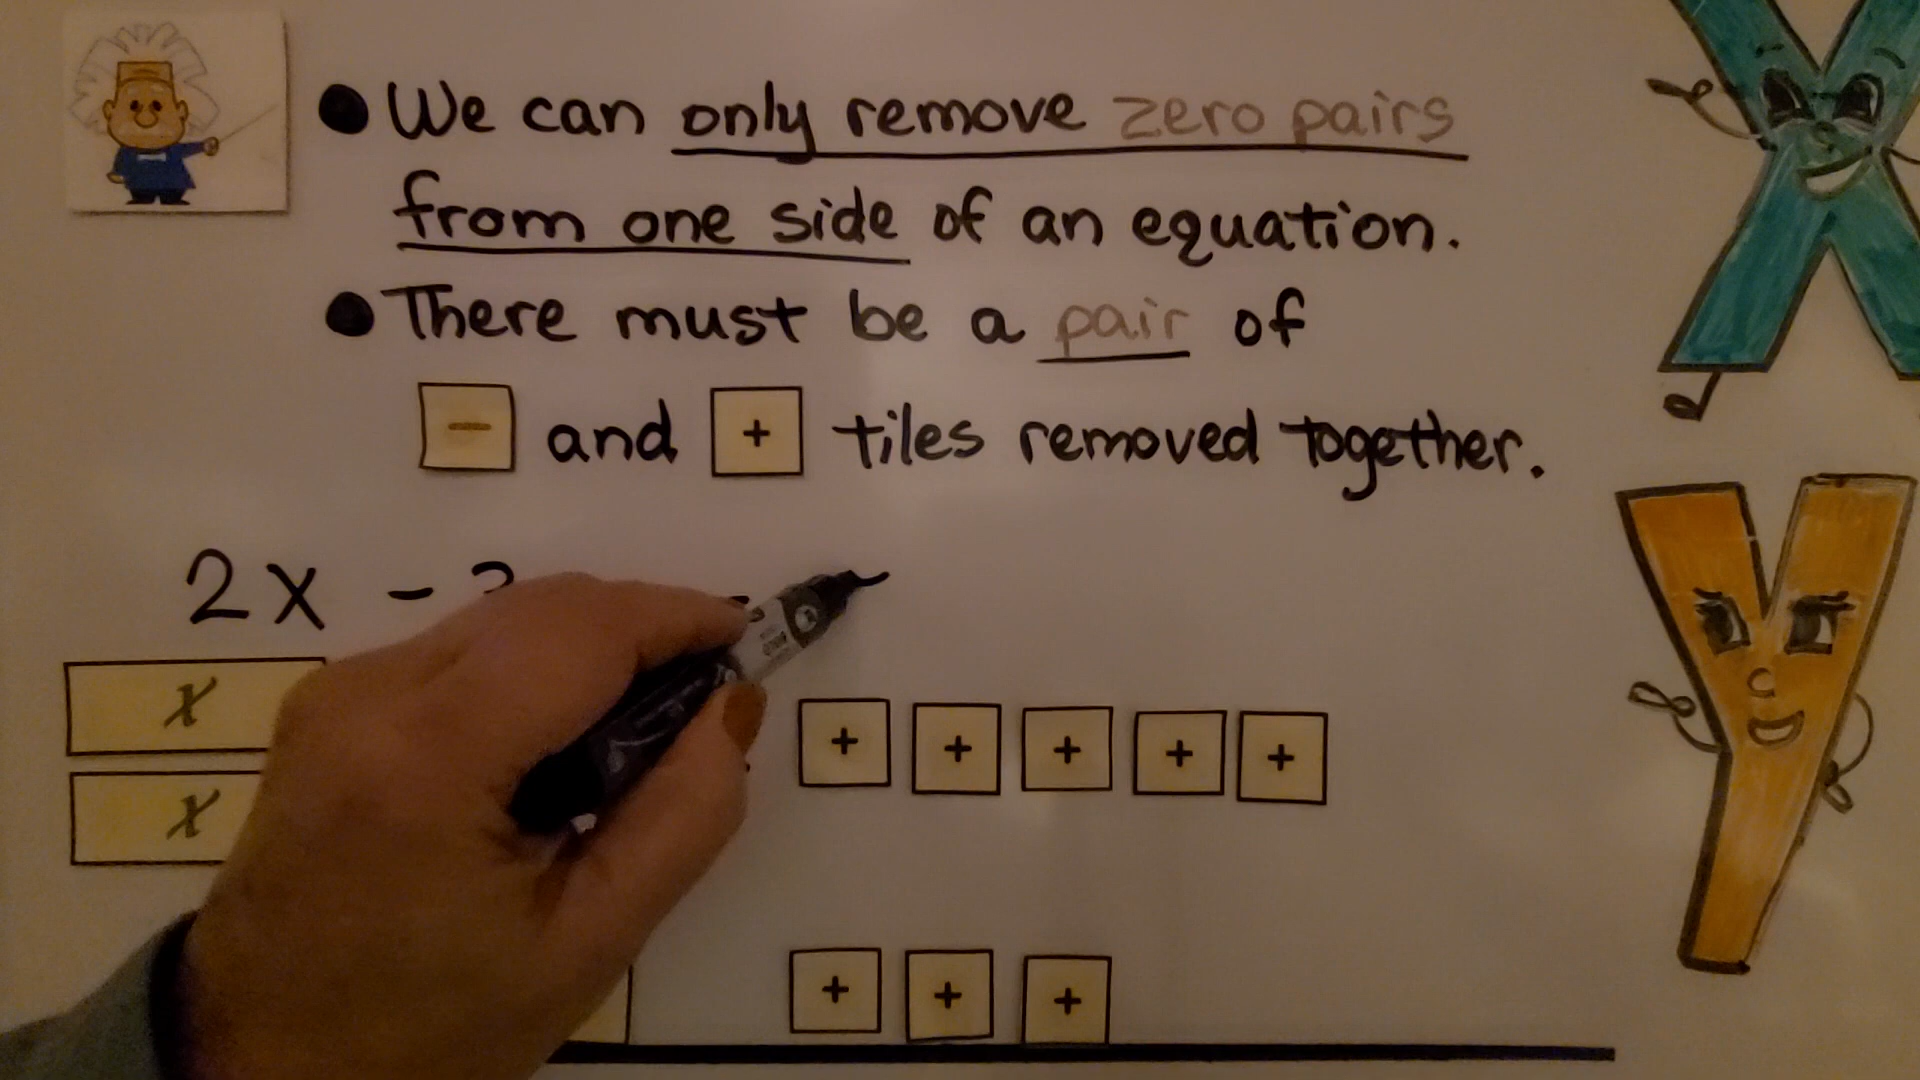 ● We can only remove zero pairs
from one side of an equation.
● There must be a pair of
- and + tiles removed together.
2x -
x
+ + + + +
x
+ + +